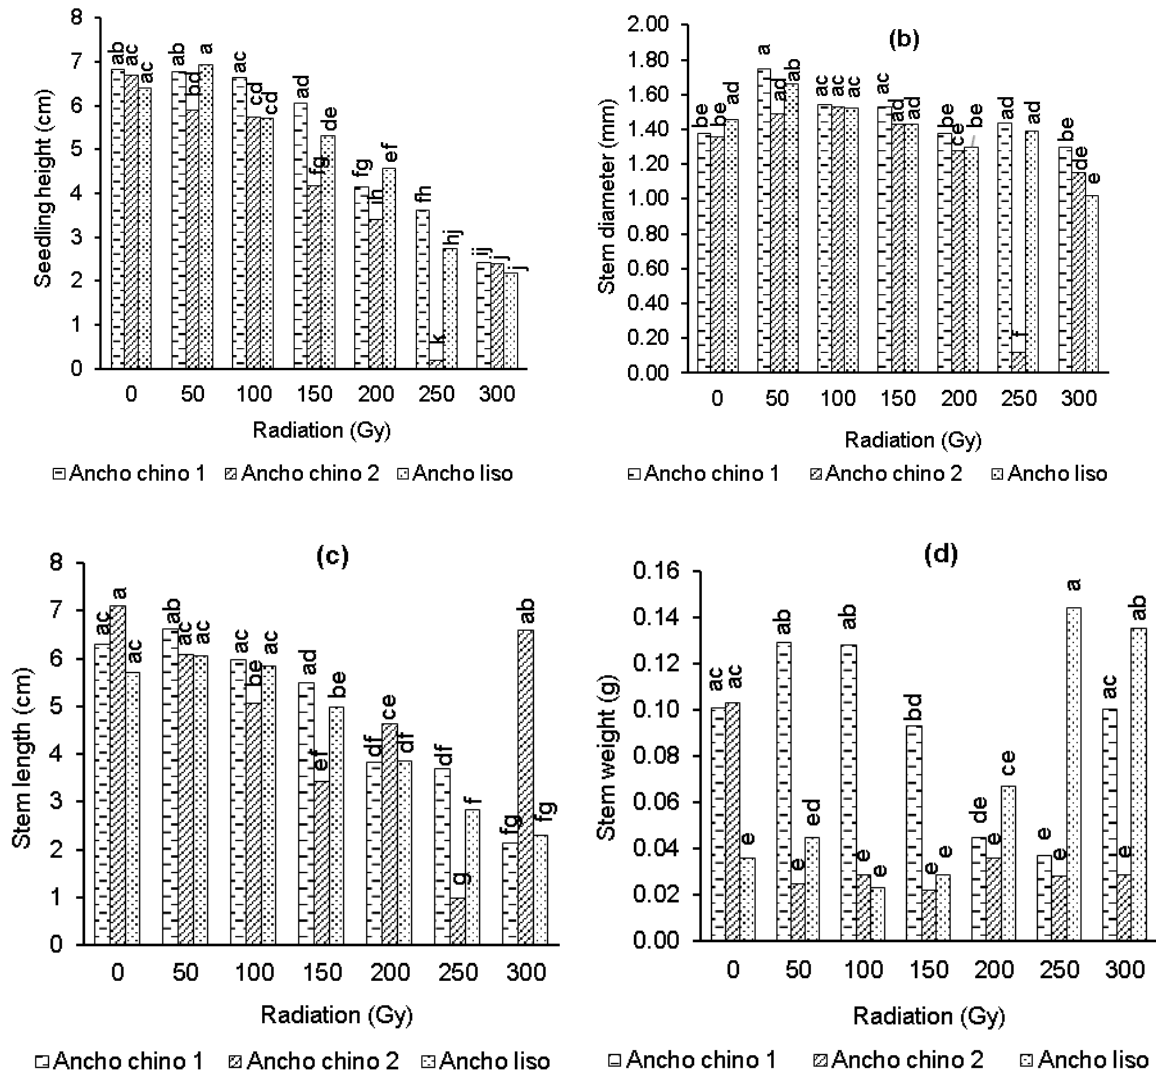 8
7
6
5
4
3
2
1
0
Seedling height (cm)
ab ac ac
ab bd a
ac cd cd
ad fg de
fg ih ef
fh k hj
ij ij ij
0 50 100 150 200 250 300
Radiation (Gy)
Ancho chino 1 Ancho chino 2 Ancho liso
(b)
2.00
1.80
1.60
1.40
1.20
1.00
0.80
0.60
0.40
0.20
0.00
Stem diameter (mm)
be be ad
a ad ab
ac ac ac
ac ad ad
be ce be
ad f ad
be de e
0 50 100 150 200 250 300
Radiation (Gy)
Ancho chino 1 Ancho chino 2 Ancho liso
(c)
8
7
6
5
4
3
2
1
0
Stem length (cm)
ac a ac
ab ac ac
ac be ac
ad ef be
df ce df
df g f
fg ab fg
0 50 100 150 200 250 300
Radiation (Gy)
Ancho chino 1 Ancho chino 2 Ancho liso
(d)
0.16
0.14
0.12
0.10
0.08
0.06
0.04
0.02
0.00
Stem weight (g)
ac ac e
ab e ed
ab e e
bd e e
de e ce
e e a
ac e ab
0 50 100 150 200 250 300
Radiation (Gy)
Ancho chino 1 Ancho chino 2 Ancho liso